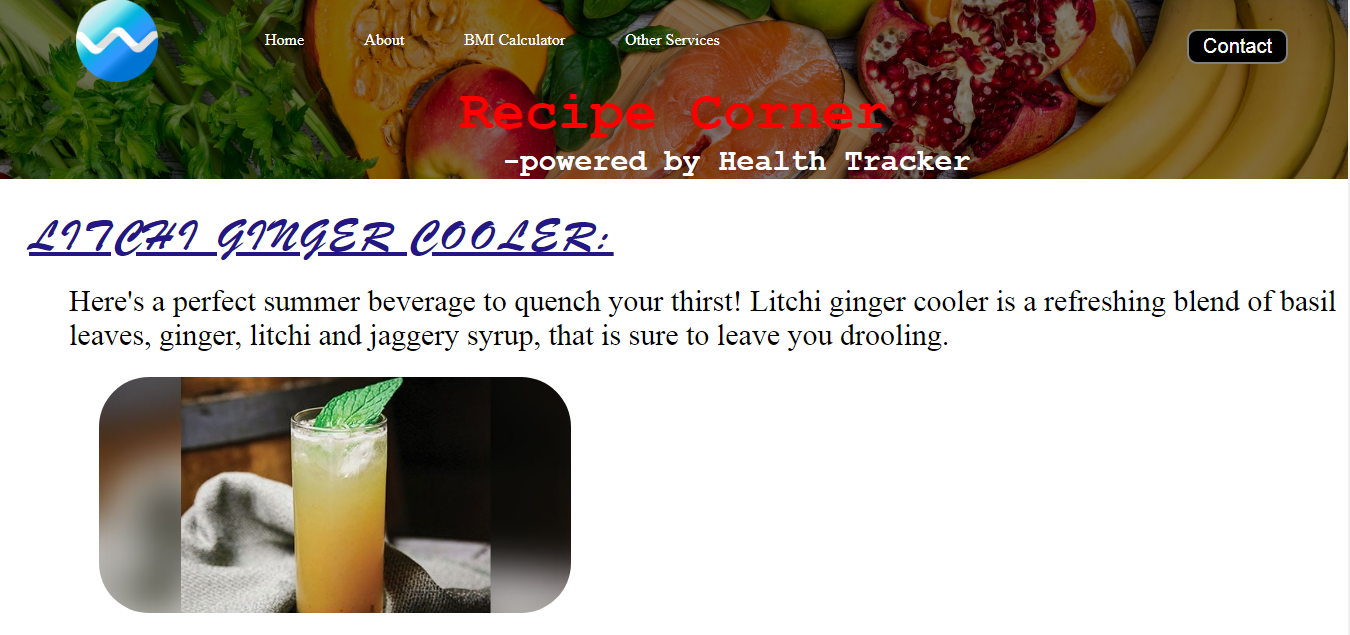 Home About BMI Calculator Other Services Contact
Recipe Corner
-powered by Health Tracker
LITCHI GINGER COOLER:
Here's a perfect summer beverage to quench your thirst! Litchi ginger cooler is a refreshing blend of basil
leaves, ginger, litchi and jaggery syrup, that is sure to leave you drooling.